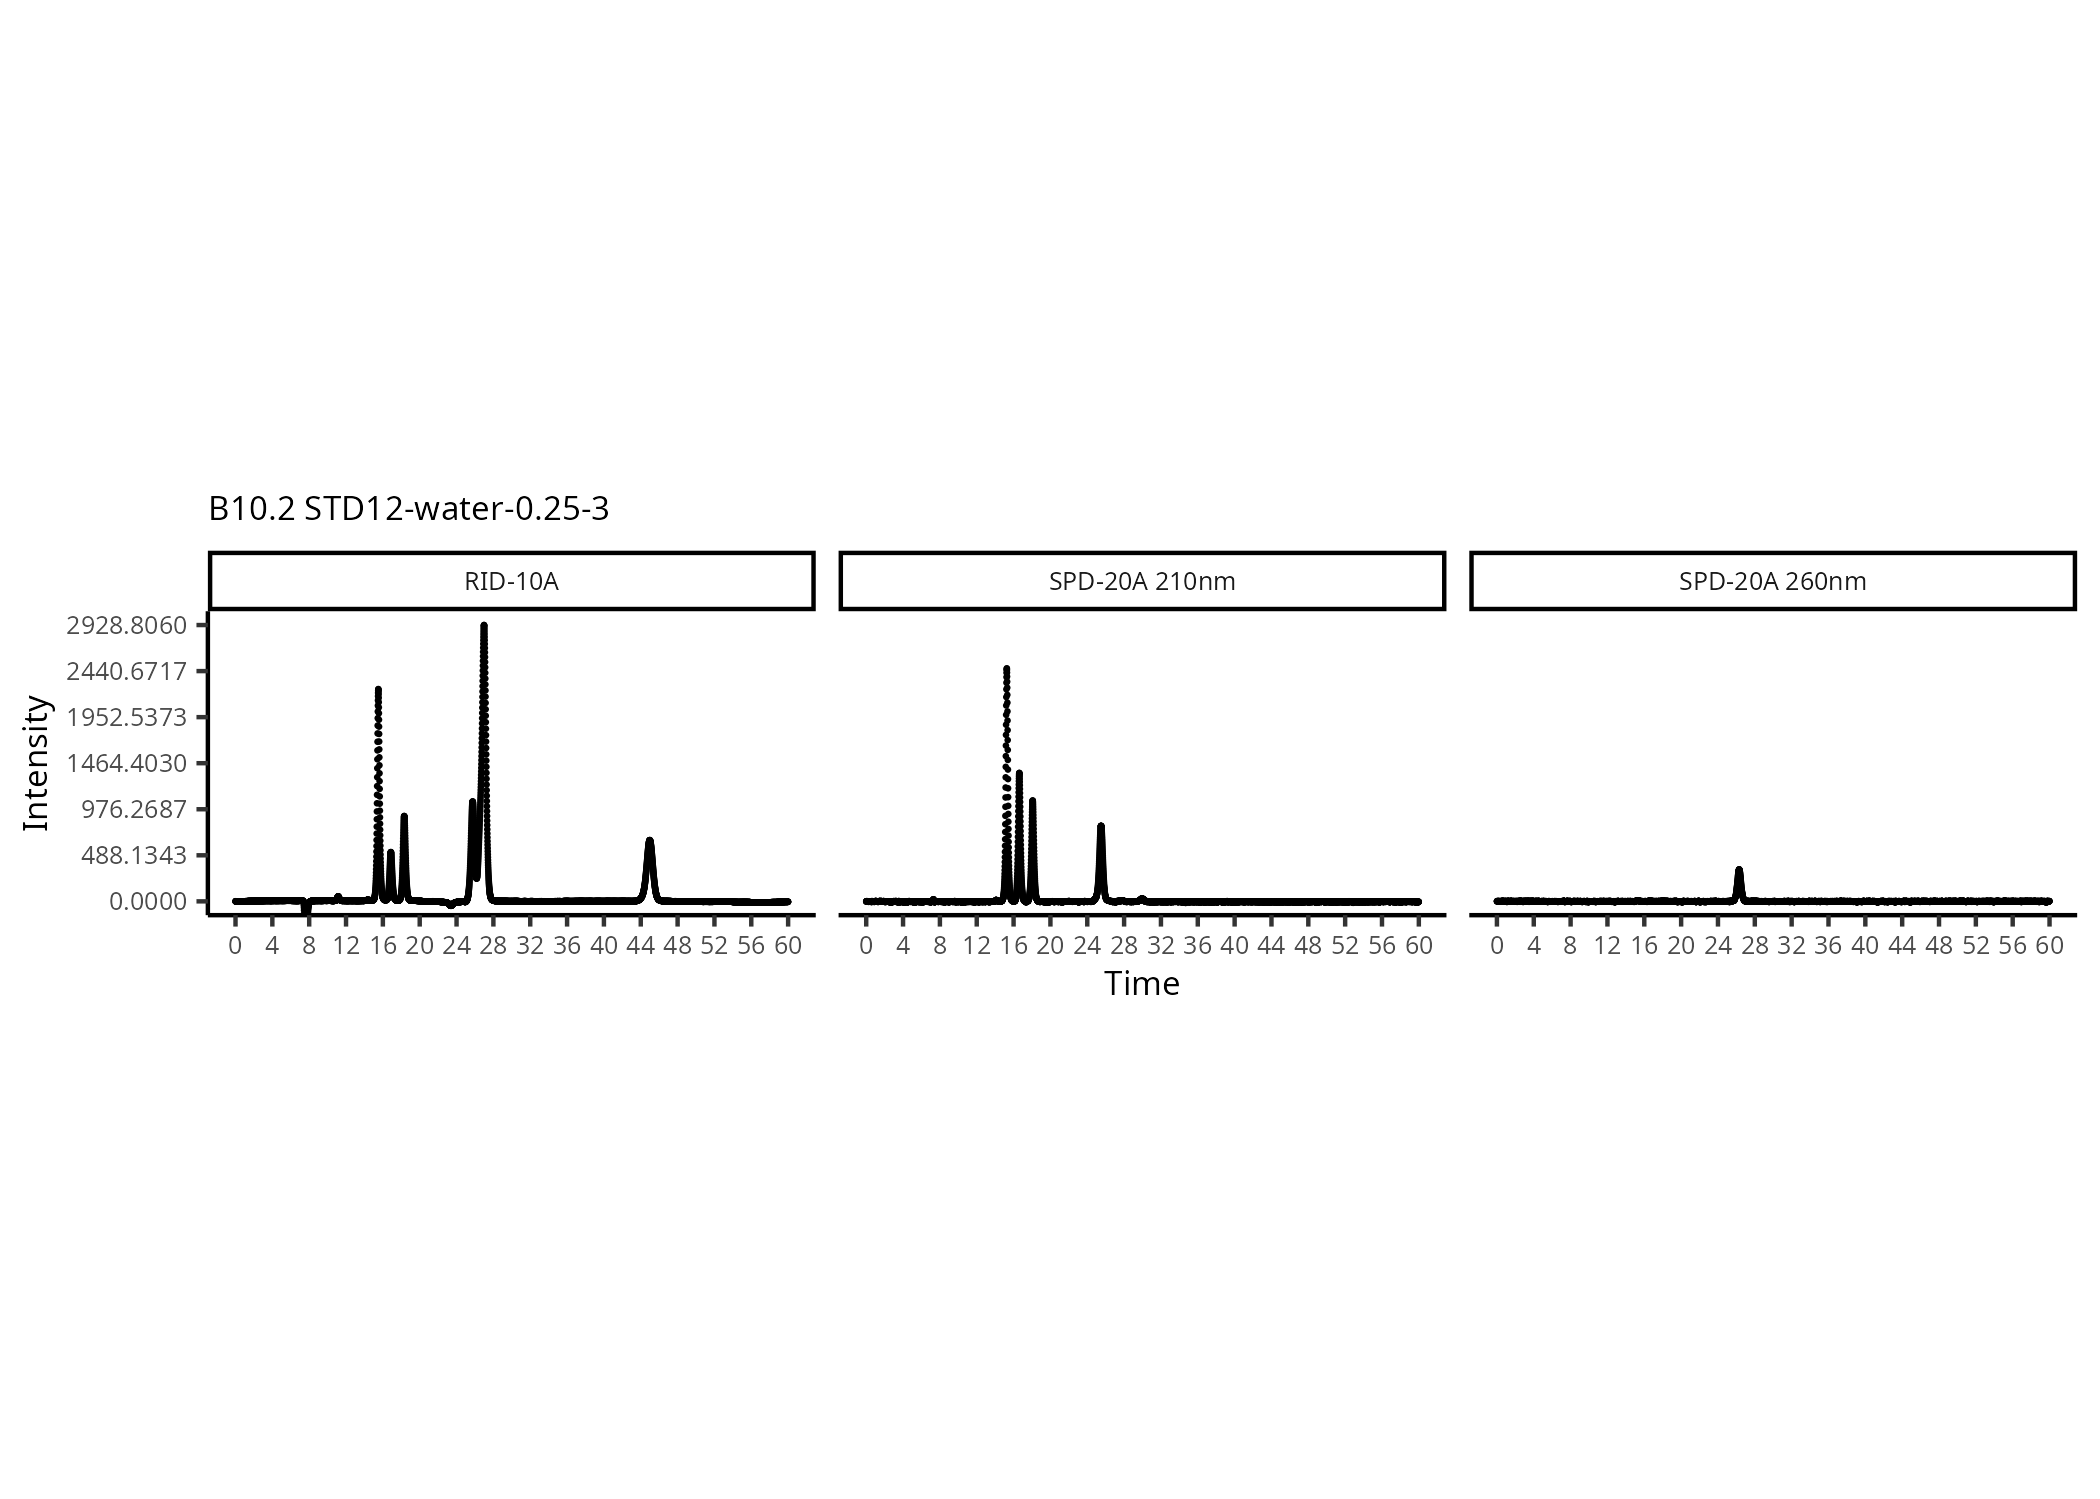 B10.2 STD12-water-0.25-3
RID-10A
SPD-20A 210nm
SPD-20A 260nm
Intensity
2928.8060
2440.6717
1952.5373
1464.4030
976.2687
488.1343
0.0000
0 4 8 12 16 20 24 28 32 36 40 44 48 52 56 60
0 4 8 12 16 20 24 28 32 36 40 44 48 52 56 60
0 4 8 12 16 20 24 28 32 36 40 44 48 52 56 60
Time